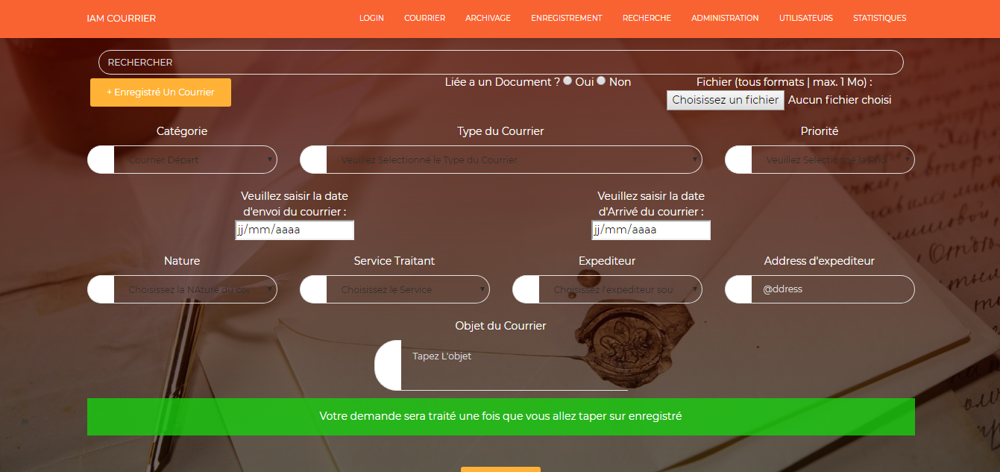 IAM COURRIER LOGIN COURRIER ARCHIVAGE ENREGISTREMENT RECHERCHE ADMINISTRATION UTILISATEURS STATISTIQUES
RECHERCHER
+ Enregistré Un Courrier
Liée a un Document ? Oui Non
Fichier (tous formats | max. 1 Mo) :
Choisissez un fichier Aucun fichier choisi
Catégorie Type du Courrier Priorité
Courrier Départ Veuillez Selectionné le Type du Courrier Veuillez Selectionné la
Veuillez saisir la date
d'envoi du courrier :
jj/mm/aaaa
Veuillez saisir la date
d'Arrivé du courrier :
jj/mm/aaaa
Nature Service Traitant Expediteur Address d'expediteur
Choisissez la NAture du cou Choisissez le Service Choisissez l'expediteur sou @ddress
Objet du Courrier
Tapez L'objet
Votre demande sera traité une fois que vous allez taper sur enregistré